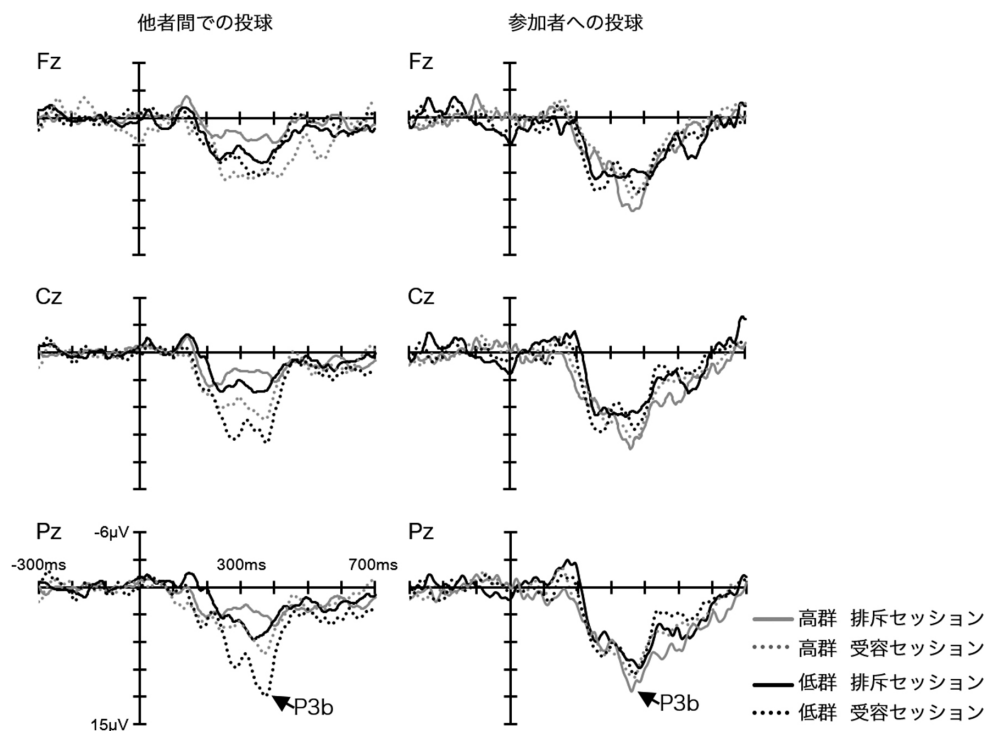 他者間での投球
参加者への投球
Fz
Fz
Cz
Cz
Pz
Pz
-6μV
-300ms
300ms
700ms
15μV
P3b
P3b
高群 排斥セッション
高群 受容セッション
低群 排斥セッション
低群 受容セッション